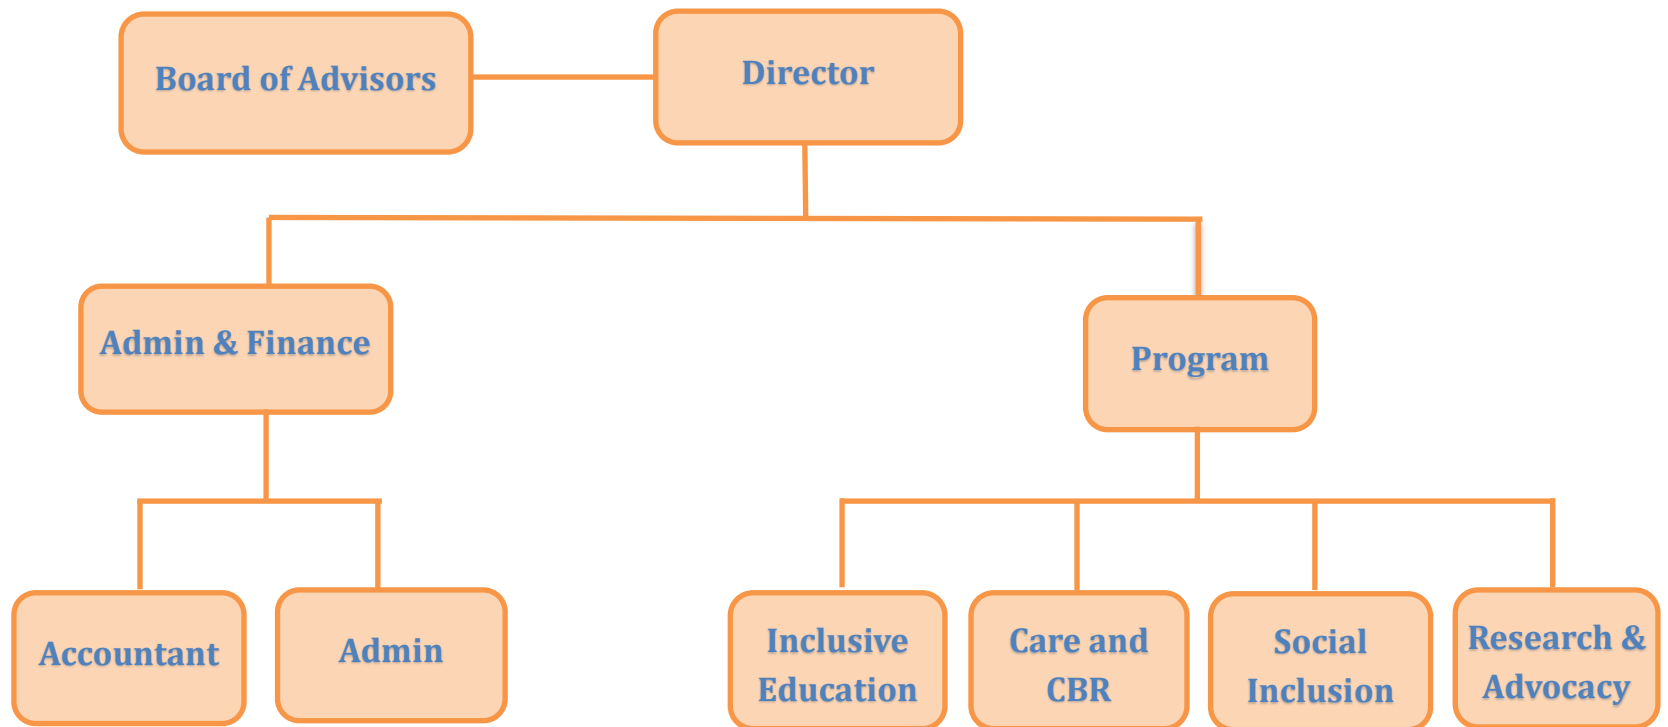 Board of Advisors
Director
Admin & Finance
Program
Accountant
Admin
Inclusive
Education
Care and
CBR
Social
Inclusion
Research &
Advocacy